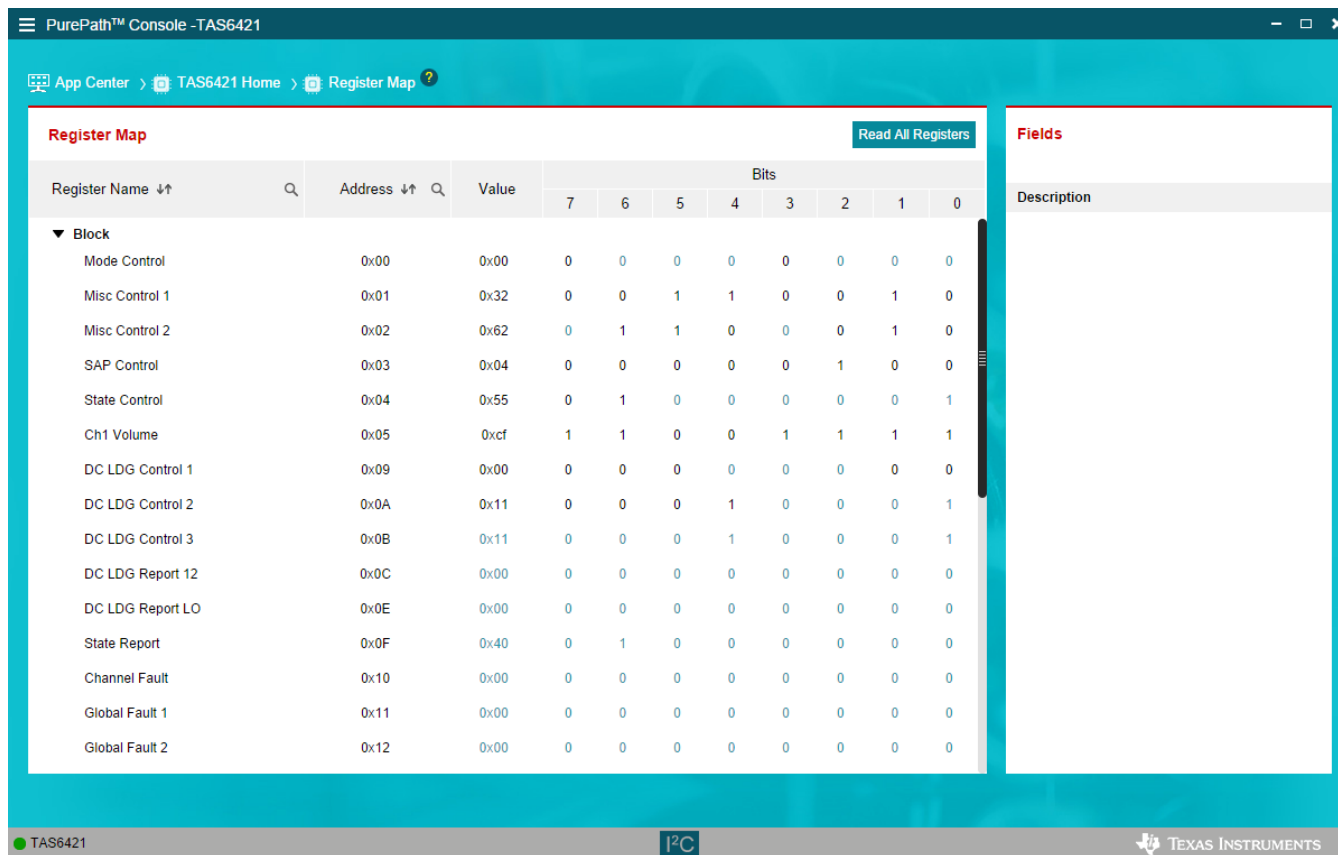 PurePath™ Console -TAS6421
App Center > TAS6421 Home > Register Map ?
Register Map
Read All Registers
Register Name Address Value Bits
7 6 5 4 3 2 1 0
Block
Mode Control 0x00 0x00 0 0 0 0 0 0 0 0
Misc Control 1 0x01 0x32 0 0 1 1 0 0 1 0
Misc Control 2 0x02 0x62 0 1 1 0 0 0 1 0
SAP Control 0x03 0x04 0 0 0 0 0 1 0 0
State Control 0x04 0x55 0 1 0 0 0 0 0 1
Ch1 Volume 0x05 0xcf 1 1 0 0 1 1 1 1
DC LDG Control 1 0x09 0x00 0 0 0 0 0 0 0 0
DC LDG Control 2 0x0A 0x11 0 0 0 1 0 0 0 1
DC LDG Control 3 0x0B 0x11 0 0 0 1 0 0 0 1
DC LDG Report 12 0x0C 0x00 0 0 0 0 0 0 0 0
DC LDG Report LO 0x0E 0x00 0 0 0 0 0 0 0 0
State Report 0x0F 0x40 0 1 0 0 0 0 0 0
Channel Fault 0x10 0x00 0 0 0 0 0 0 0 0
Global Fault 1 0x11 0x00 0 0 0 0 0 0 0 0
Global Fault 2 0x12 0x00 0 0 0 0 0 0 0 0
Fields
Description
TAS6421
I²C
TEXAS INSTRUMENTS